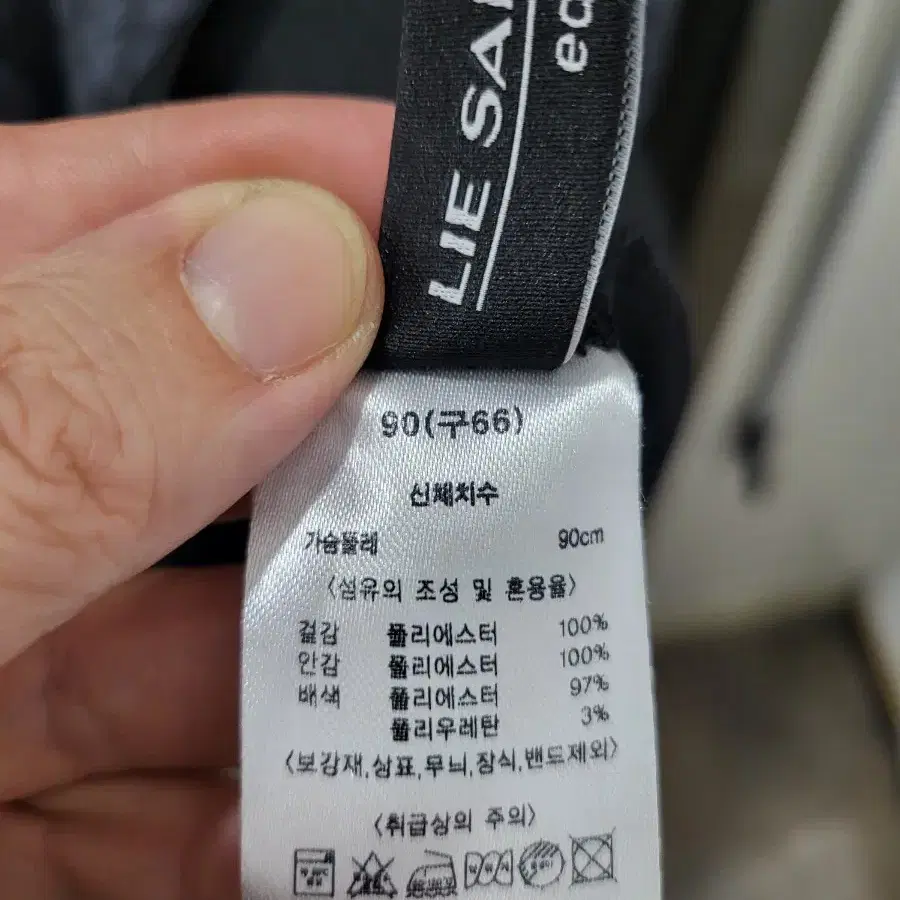 LIE SA
90(구66)
신체치수
가슴둘레 90cm
〈섬유의 조성 및 혼용율〉
겉감 폴리에스터 100%
안감 폴리에스터 100%
배색 폴리에스터 97%
폴리우레탄 3%
〈보강재,상표,무늬,장식,밴드제외〉
〈취급상의 주의〉